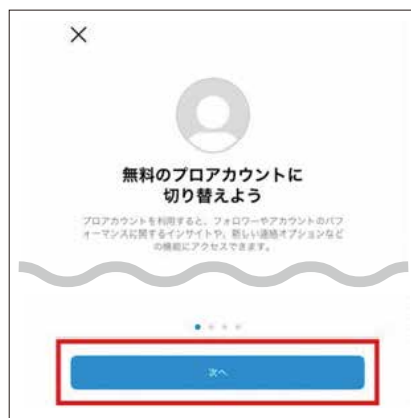 無料のプロアカウントに
切り替えよう
プロアカウントを利用すると、フォロワーやアカウントのパフ
ォーマンスに関するインサイトや、新しい連絡オプションなど
の機能にアクセスできます。
次へ